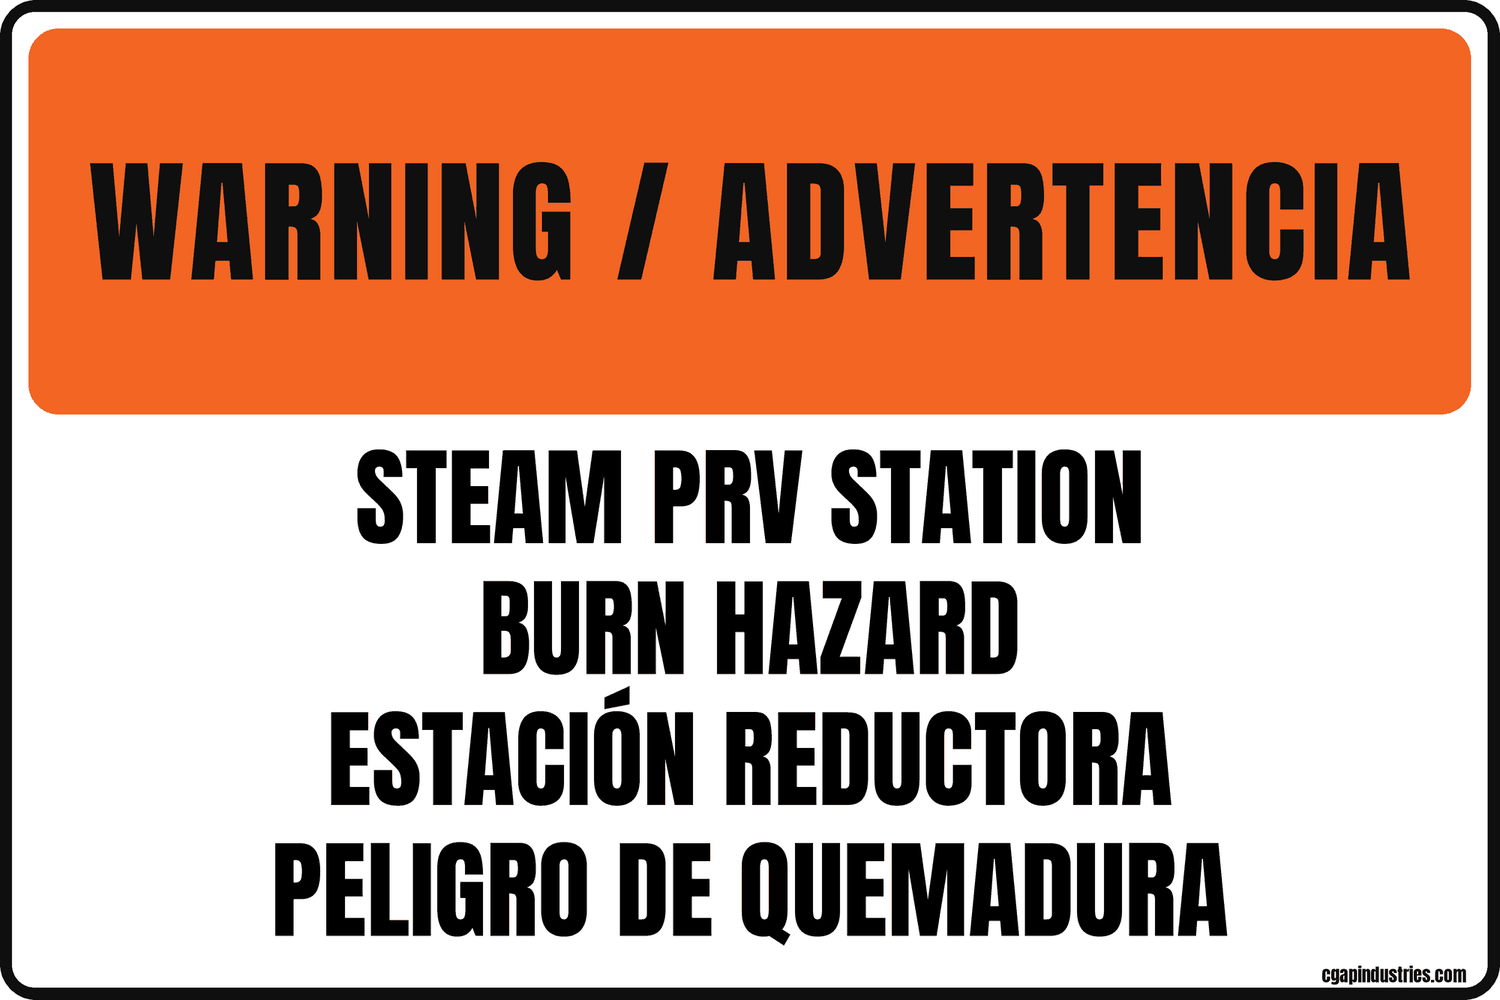 WARNING / ADVERTENCIA
STEAM PRV STATION
BURN HAZARD
ESTACIÓN REDUCTORA
PELIGRO DE QUEMADURA
cgapindustries.com